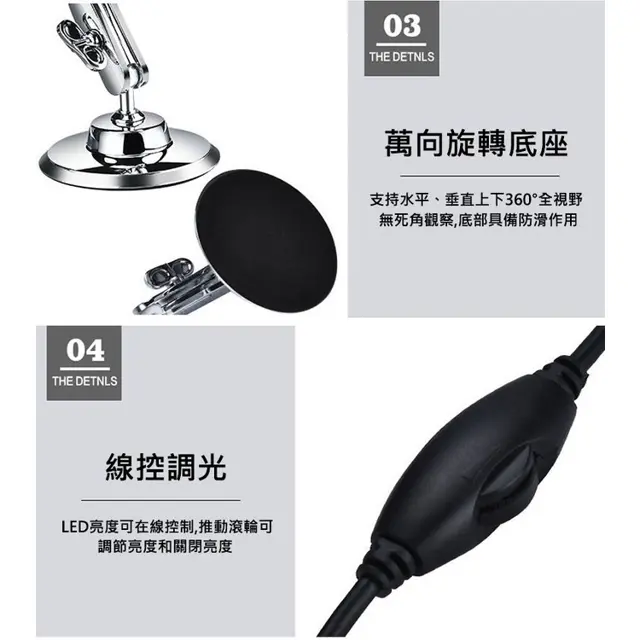 03
THE DETNLS
萬向旋轉底座
支持水平、垂直上下360°全視野
無死角觀察,底部具備防滑作用
04
THE DETNLS
線控調光
LED亮度可在線控制,推動滾輪可
調節亮度和關閉亮度